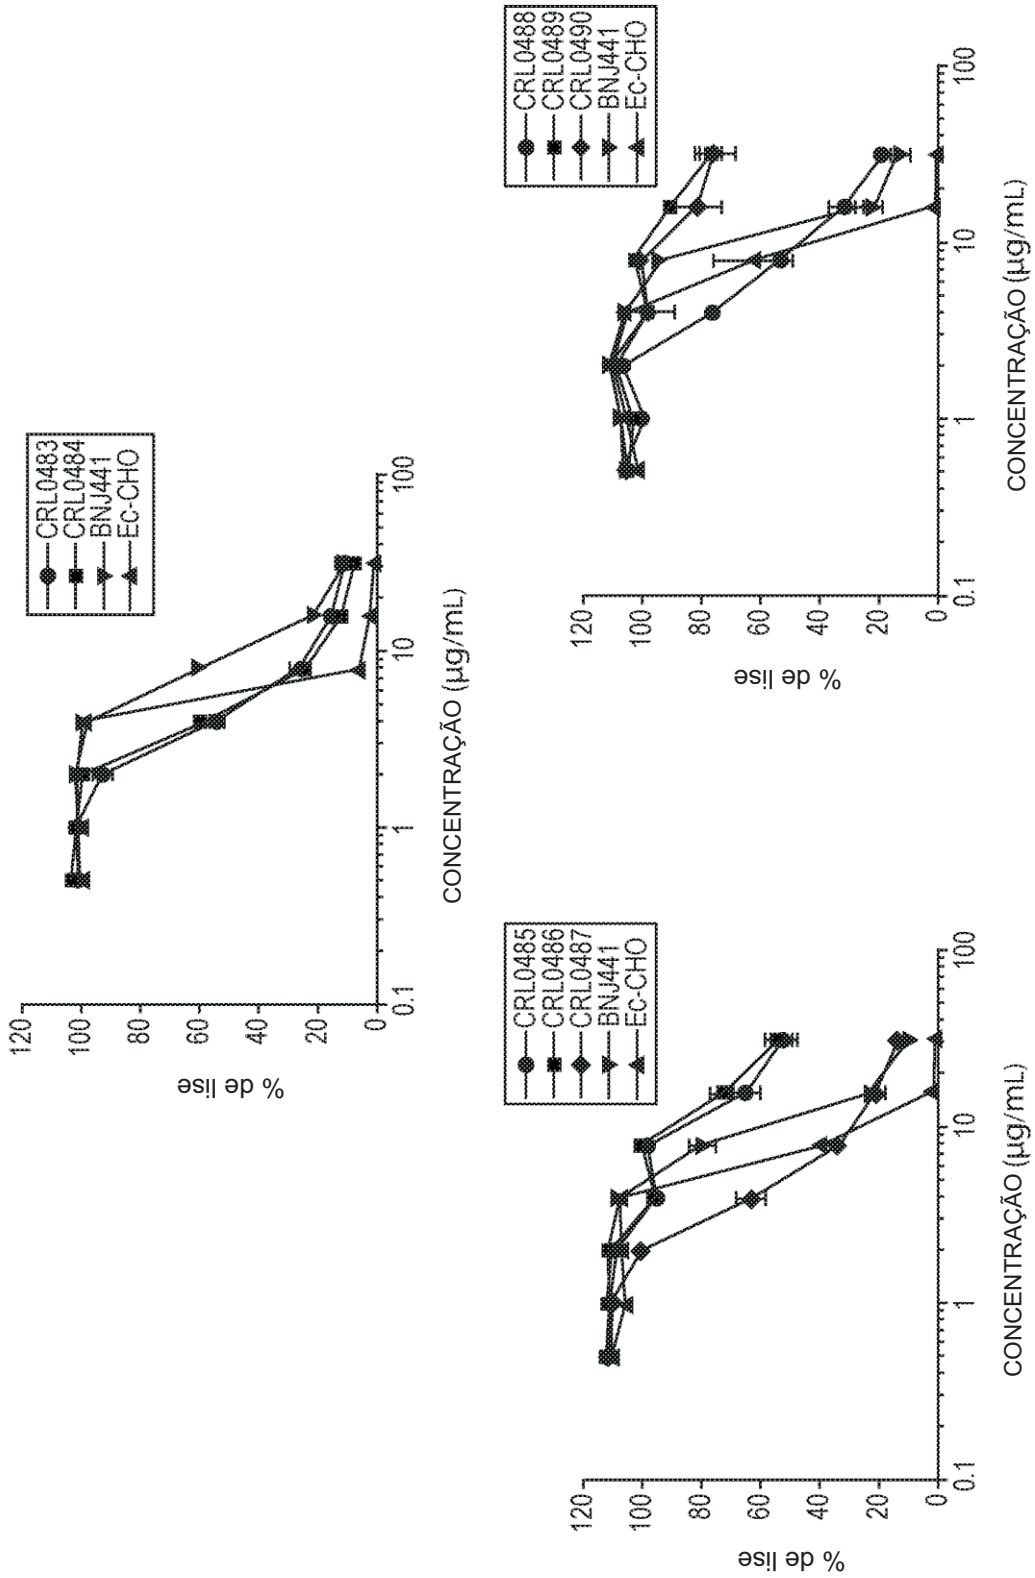 CRL0483
CRL0484
BNJ441
Ec-CHO
120
100
80
60
40
20
0
% de lise
0.1
1
10
100
CONCENTRAÇÃO (µg/mL)
CRL0485
CRL0486
CRL0487
BNJ441
Ec-CHO
120
100
80
60
40
20
0
% de lise
0.1
1
10
100
CONCENTRAÇÃO (µg/mL)
CRL0488
CRL0489
CRL0490
BNJ441
Ec-CHO
120
100
80
60
40
20
0
% de lise
0.1
1
10
100
CONCENTRAÇÃO (µg/mL)